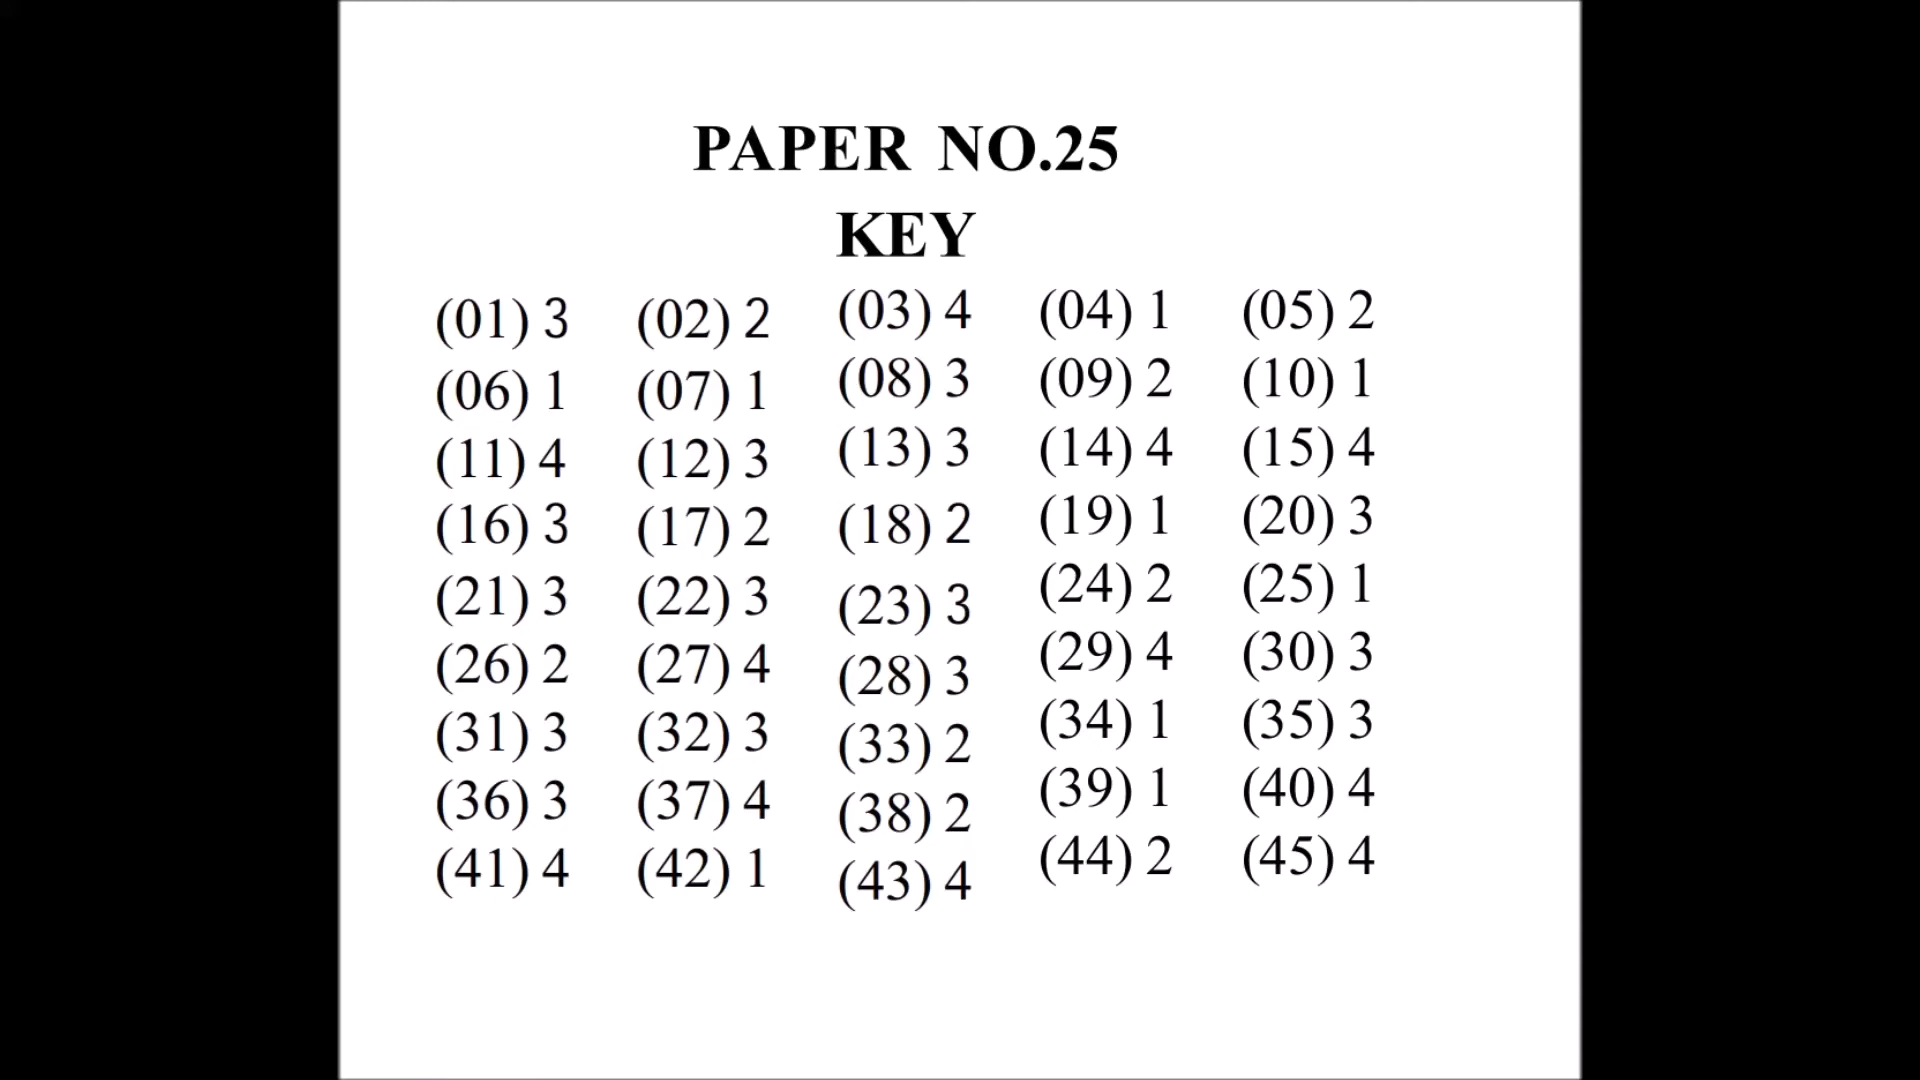 PAPER NO.25
KEY
(01) 3 (02) 2 (03) 4 (04) 1 (05) 2
(06) 1 (07) 1 (08) 3 (09) 2 (10) 1
(11) 4 (12) 3 (13) 3 (14) 4 (15) 4
(16) 3 (17) 2 (18) 2 (19) 1 (20) 3
(21) 3 (22) 3 (23) 3 (24) 2 (25) 1
(26) 2 (27) 4 (28) 3 (29) 4 (30) 3
(31) 3 (32) 3 (33) 2 (34) 1 (35) 3
(36) 3 (37) 4 (38) 2 (39) 1 (40) 4
(41) 4 (42) 1 (43) 4 (44) 2 (45) 4